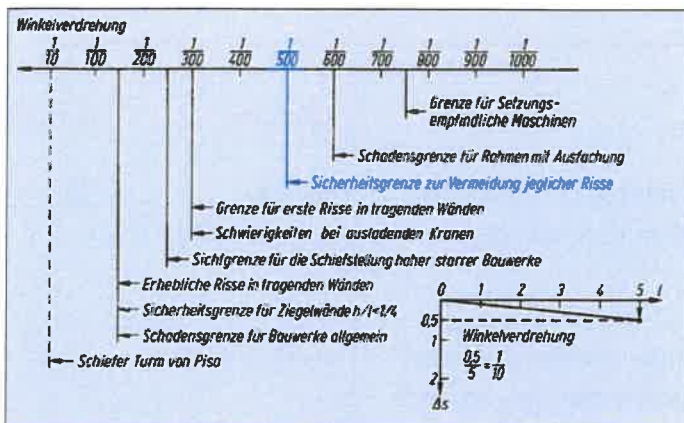 Winkelverdrehung
1/10 1/100 1/200 1/300 1/400 1/500 1/600 1/700 1/800 1/900 1/1000
Grenze für Setzungs-
empfindliche Maschinen
Schadensgrenze für Rahmen mit Ausfachung
Sicherheitsgrenze zur Vermeidung jeglicher Risse
Grenze für erste Risse in tragenden Wänden
Schwierigkeiten bei ausladenden Kranen
Sichtgrenze für die Schiefstellung hoher starrer Bauwerke
Erhebliche Risse in tragenden Wänden
Sicherheitsgrenze für Ziegelwände h/l<1/4
Schadensgrenze für Bauwerke allgemein
Schiefer Turm von Pisa
0 1 2 3 4 5 l
0,5
1
2
Δs
Winkelverdrehung
0,5/5 = 1/10